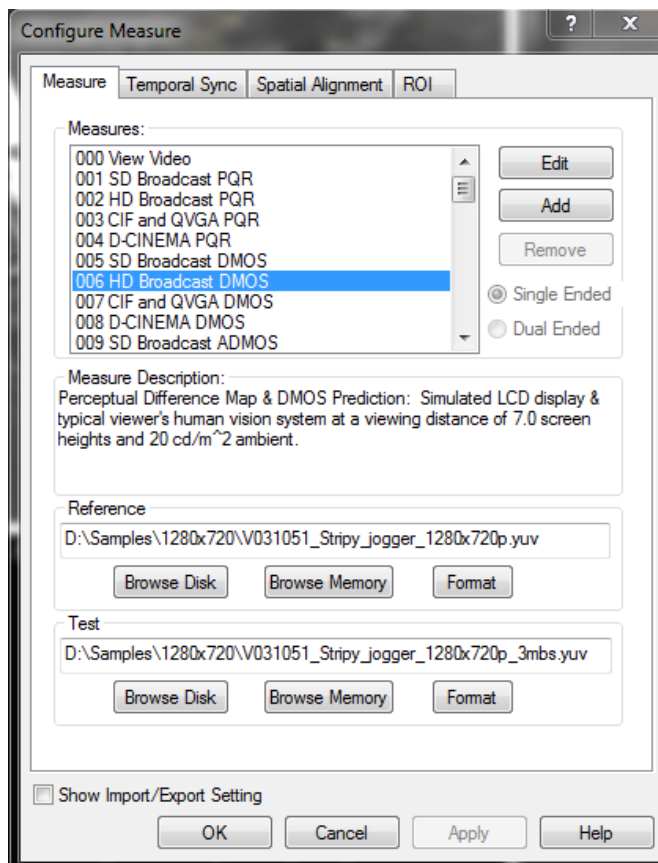 Configure Measure
? X
Measure Temporal Sync Spatial Alignment ROI
Measures:
000 View Video
001 SD Broadcast PQR
002 HD Broadcast PQR
003 CIF and QVGA PQR
004 D-CINEMA PQR
005 SD Broadcast DMOS
006 HD Broadcast DMOS
007 CIF and QVGA DMOS
008 D-CINEMA DMOS
009 SD Broadcast ADMOS
Edit
Add
Remove
Single Ended
Dual Ended
Measure Description:
Perceptual Difference Map & DMOS Prediction: Simulated LCD display &
typical viewer's human vision system at a viewing distance of 7.0 screen
heights and 20 cd/m^2 ambient.
Reference
D:\Samples\1280x720\V031051_Stripy_jogger_1280x720p.yuv
Browse Disk Browse Memory Format
Test
D:\Samples\1280x720\V031051_Stripy_jogger_1280x720p_3mbs.yuv
Browse Disk Browse Memory Format
Show Import/Export Setting
OK Cancel Apply Help